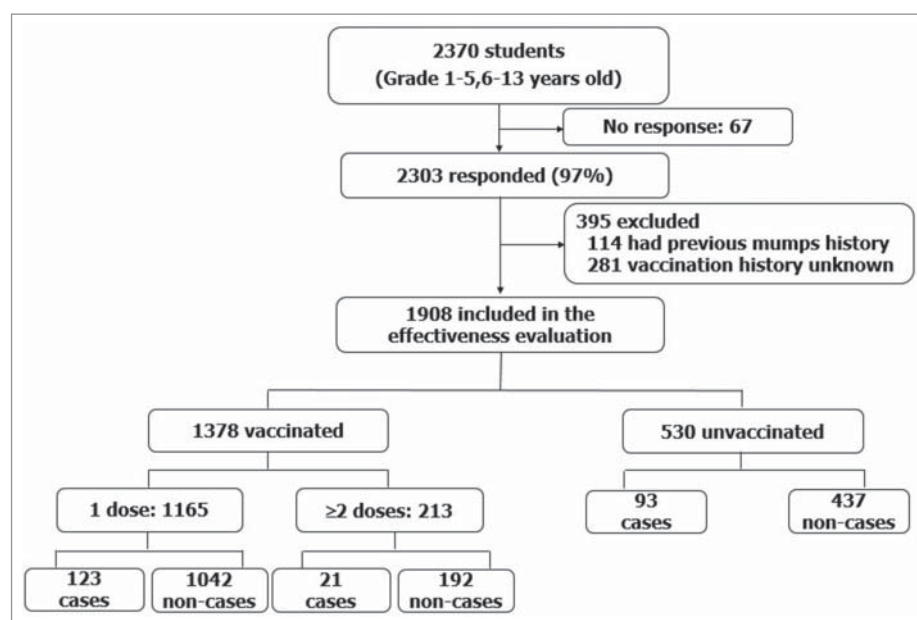 2370 students
(Grade 1-5,6-13 years old)
No response: 67
2303 responded (97%)
395 excluded
114 had previous mumps history
281 vaccination history unknown
1908 included in the
effectiveness evaluation
1378 vaccinated
530 unvaccinated
1 dose: 1165
≥2 doses: 213
93
cases
437
non-cases
123
cases
1042
non-cases
21
cases
192
non-cases